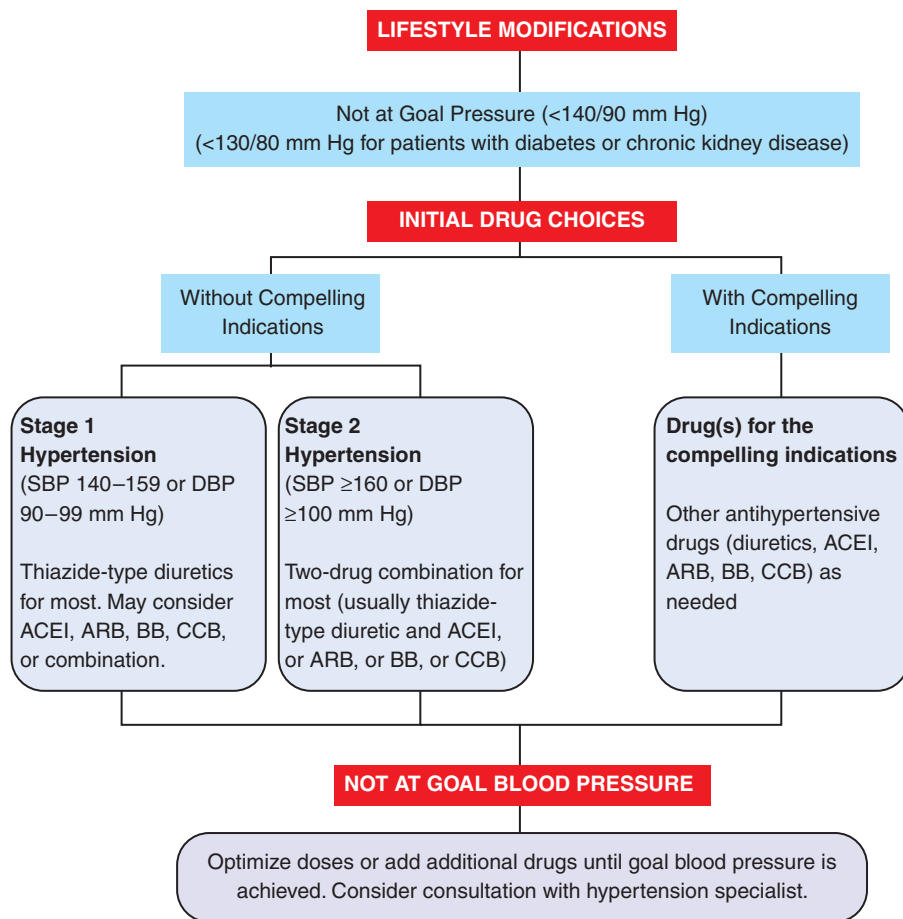 LIFESTYLE MODIFICATIONS
Not at Goal Pressure (<140/90 mm Hg)
(<130/80 mm Hg for patients with diabetes or chronic kidney disease)
INITIAL DRUG CHOICES
Without Compelling
Indications
With Compelling
Indications
Stage 1
Hypertension
(SBP 140–159 or DBP
90–99 mm Hg)
Thiazide-type diuretics
for most. May consider
ACEI, ARB, BB, CCB,
or combination.
Stage 2
Hypertension
(SBP ≥160 or DBP
≥100 mm Hg)
Two-drug combination for
most (usually thiazide-
type diuretic and ACEI,
or ARB, or BB, or CCB)
Drug(s) for the
compelling indications
Other antihypertensive
drugs (diuretics, ACEI,
ARB, BB, CCB) as
needed
NOT AT GOAL BLOOD PRESSURE
Optimize doses or add additional drugs until goal blood pressure is
achieved. Consider consultation with hypertension specialist.